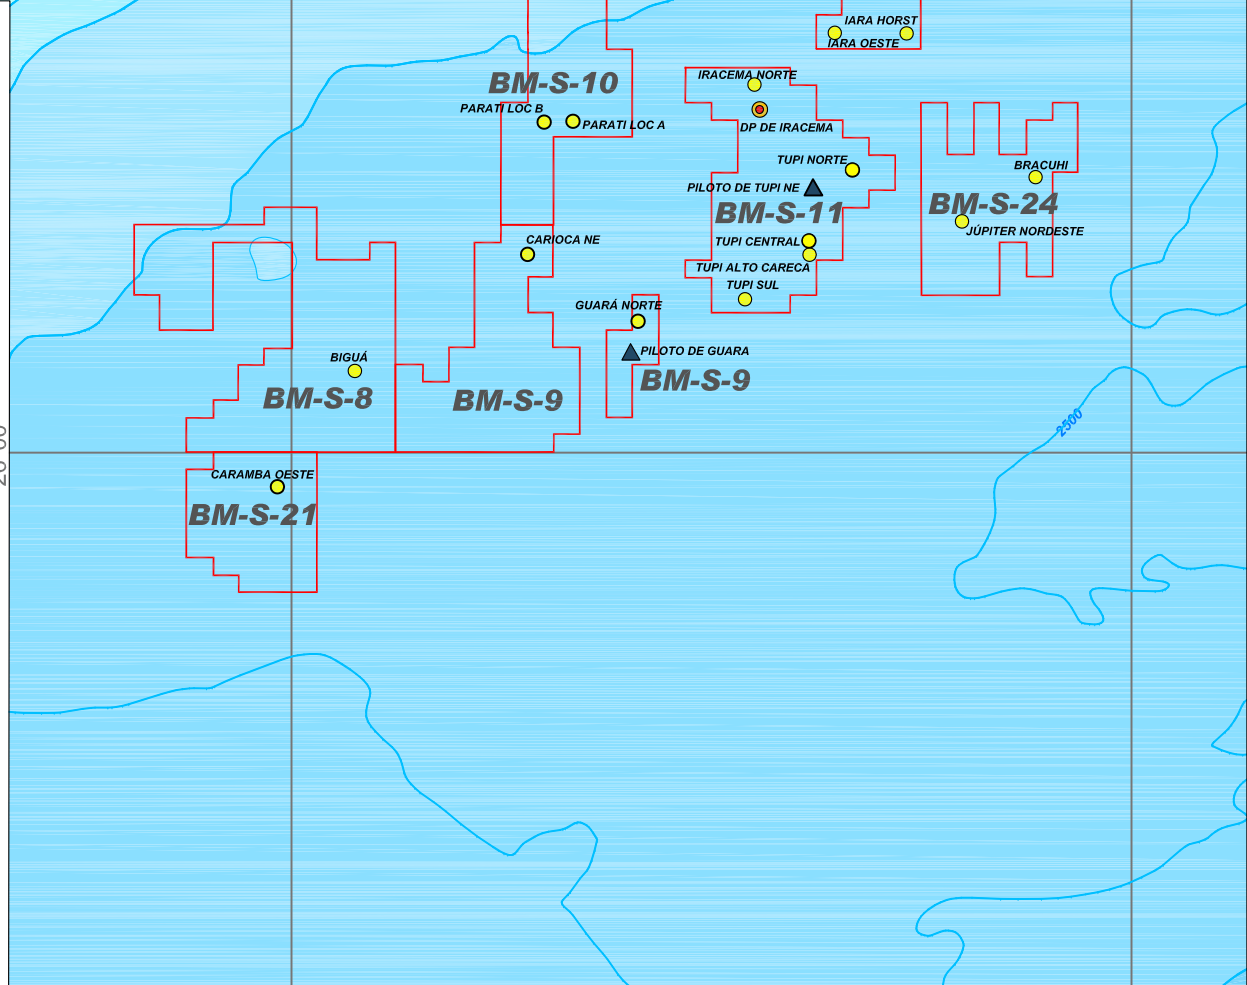 IARA HORST
IARA OESTE
IRACEMA NORTE
BM-S-10
PARATI LOC B
PARATI LOC A
DP DE IRACEMA
TUPI NORTE
BRACUHI
PILOTO DE TUPI NE
BM-S-24
BM-S-11
JÚPITER NORDESTE
CARIOCA NE
TUPI CENTRAL
TUPI ALTO CARECA
TUPI SUL
GUARÁ NORTE
PILOTO DE GUARA
BIGUÁ
BM-S-9
BM-S-8
BM-S-9
2500
CARAMBA OESTE
BM-S-21